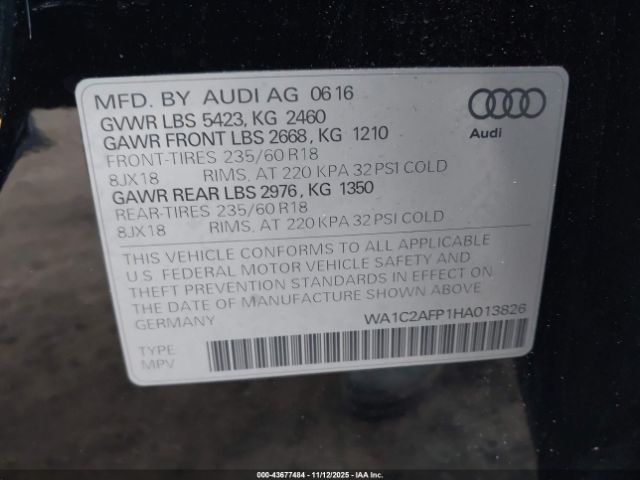 MFD. BY AUDI AG 06 16
GVWR LBS 5423, KG 2460
GAWR FRONT LBS 2668, KG 1210
FRONT-TIRES 235/60 R18
8JX18 RIMS, AT 220 KPA 32 PSI COLD
GAWR REAR LBS 2976, KG 1350
REAR-TIRES 235/60 R18
8JX18 RIMS, AT 220 KPA 32 PSI COLD
Audi
THIS VEHICLE CONFORMS TO ALL APPLICABLE
U.S. FEDERAL MOTOR VEHICLE SAFETY AND
THEFT PREVENTION STANDARDS IN EFFECT ON
THE DATE OF MANUFACTURE SHOWN ABOVE.
GERMANY
WA1C2AFP1HA013826
TYPE:
MPV
000-43677484 - 11/12/2025 - IAA Inc.